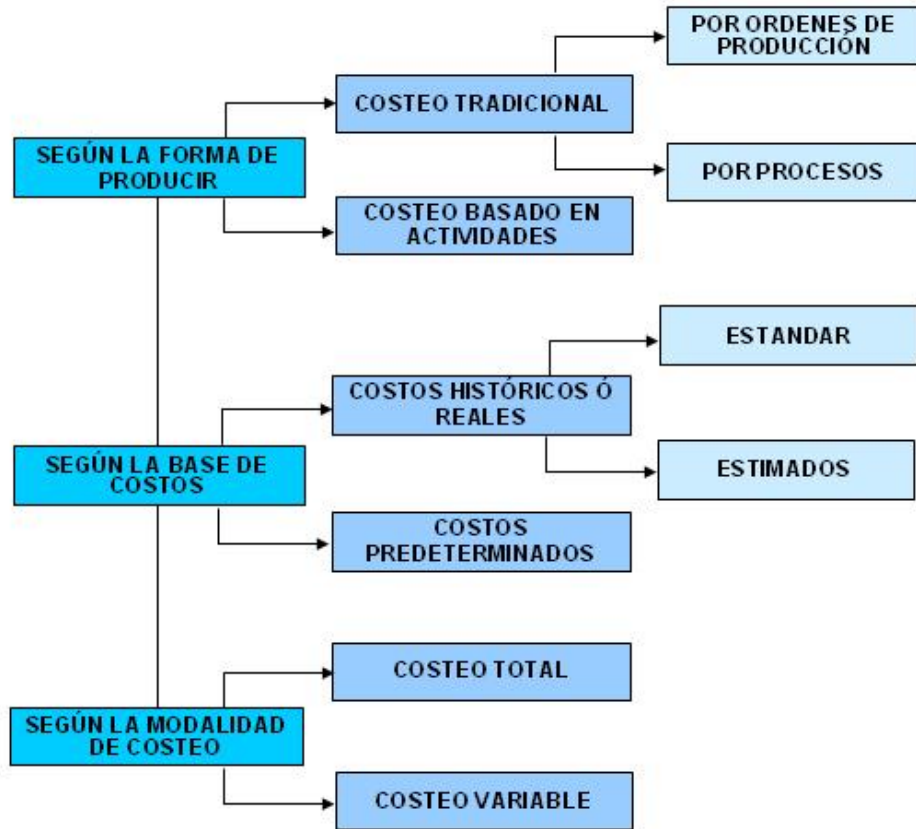 POR ORDENES DE
PRODUCCIÓN
COSTEO TRADICIONAL
SEGÚN LA FORMA DE
PRODUCIR
POR PROCESOS
COSTEO BASADO EN
ACTIVIDADES
ESTANDAR
COSTOS HISTÓRICOS Ó
REALES
SEGÚN LA BASE DE
COSTOS
ESTIMADOS
COSTOS
PREDETERMINADOS
COSTEO TOTAL
SEGÚN LA MODALIDAD
DE COSTEO
COSTEO VARIABLE